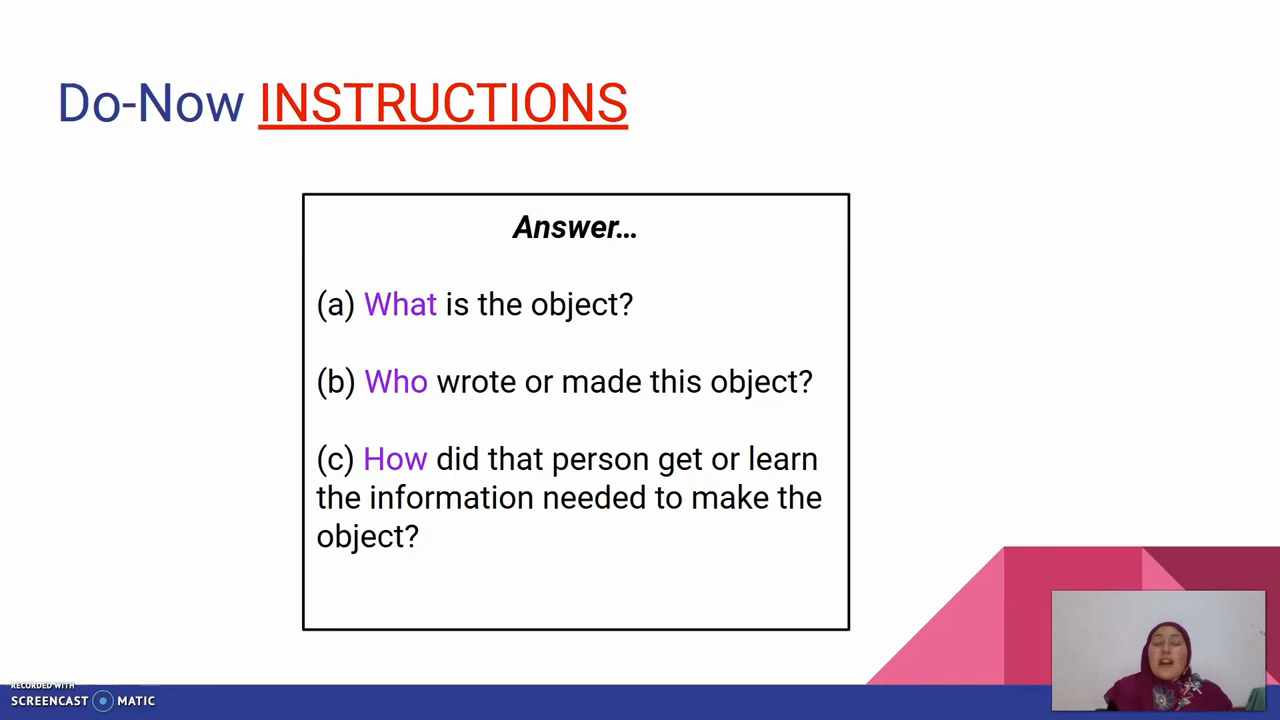 Do-Now INSTRUCTIONS
Answer...
(a) What is the object?
(b) Who wrote or made this object?
(c) How did that person get or learn
the information needed to make the
object?
RECORDED WITH
SCREENCAST MATIC